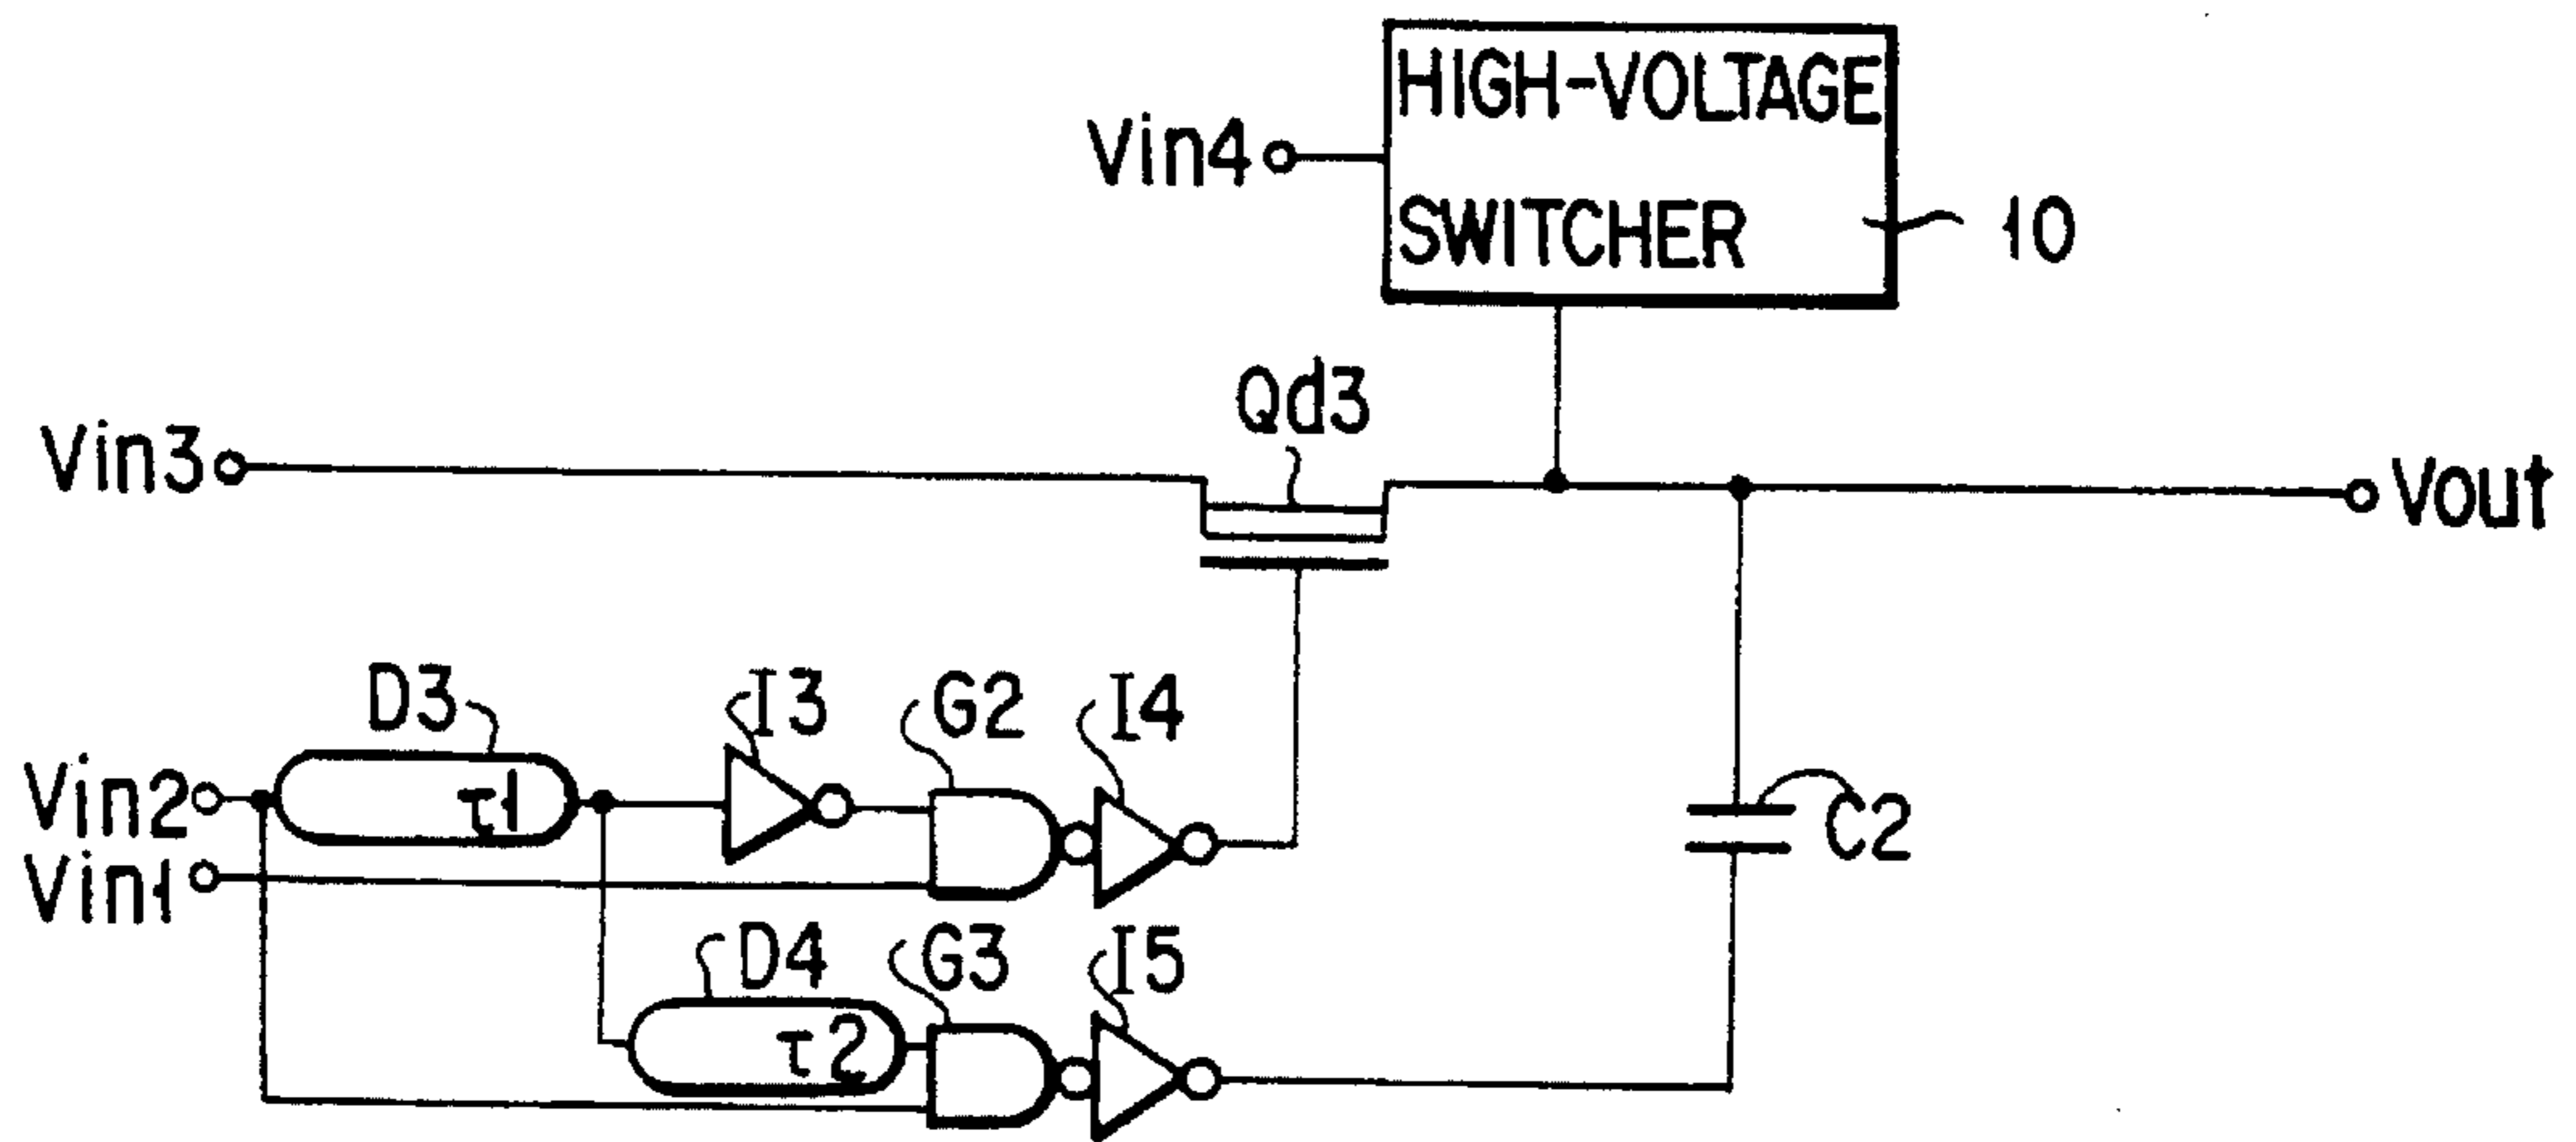 HIGH-VOLTAGE
SWITCHER
Vin4
10
Qd3
Vin3
Vout
D3
I3
G2
I4
Vin2
τ1
C2
Vin1
D4
G3
I5
τ2